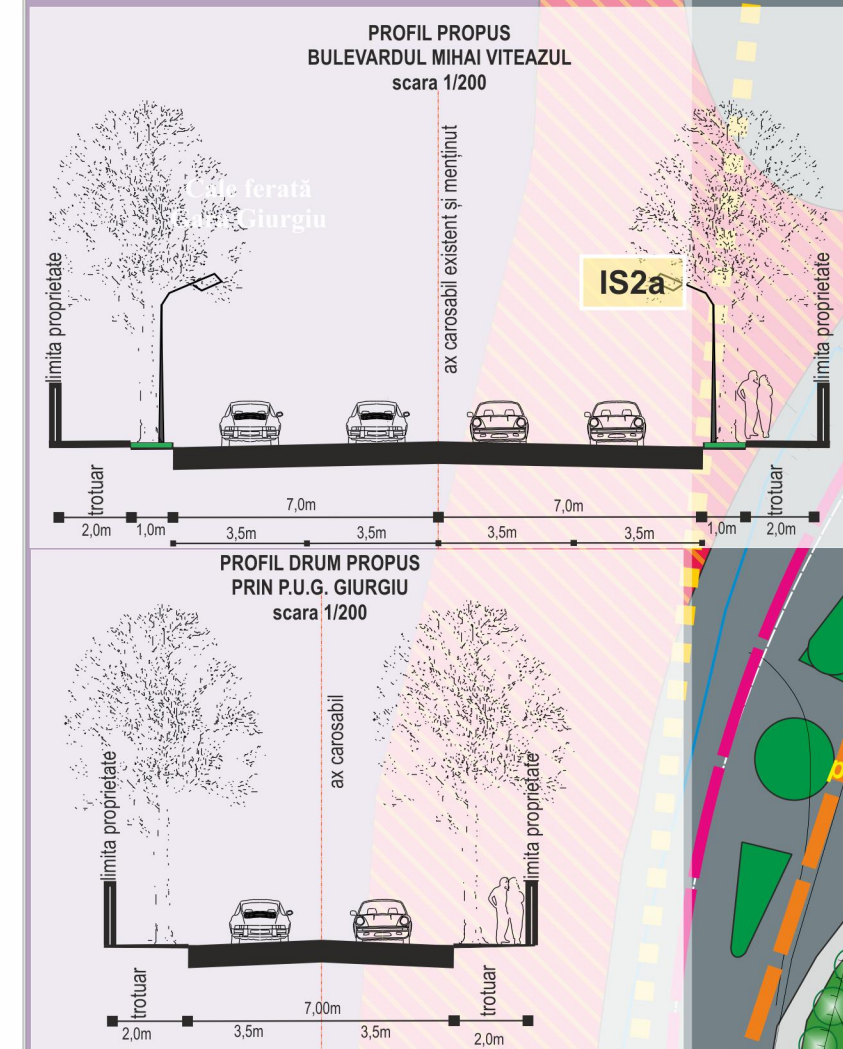 PROFIL PROPUS
BULEVARDUL MIHAI VITEAZUL
scara 1/200
Cale ferată
Gara Giurgiu
ax carosabil existent și menținut
IS2a
limita proprietate
limita proprietate
trotuar
trotuar
7,0m
7,0m
2,0m
1,0m
3,5m
3,5m
3,5m
3,5m
1,0m
2,0m
PROFIL DRUM PROPUS
PRIN P.U.G. GIURGIU
scara 1/200
ax carosabil
limita proprietate
limita proprietate
trotuar
trotuar
7,00m
2,0m
3,5m
3,5m
2,0m